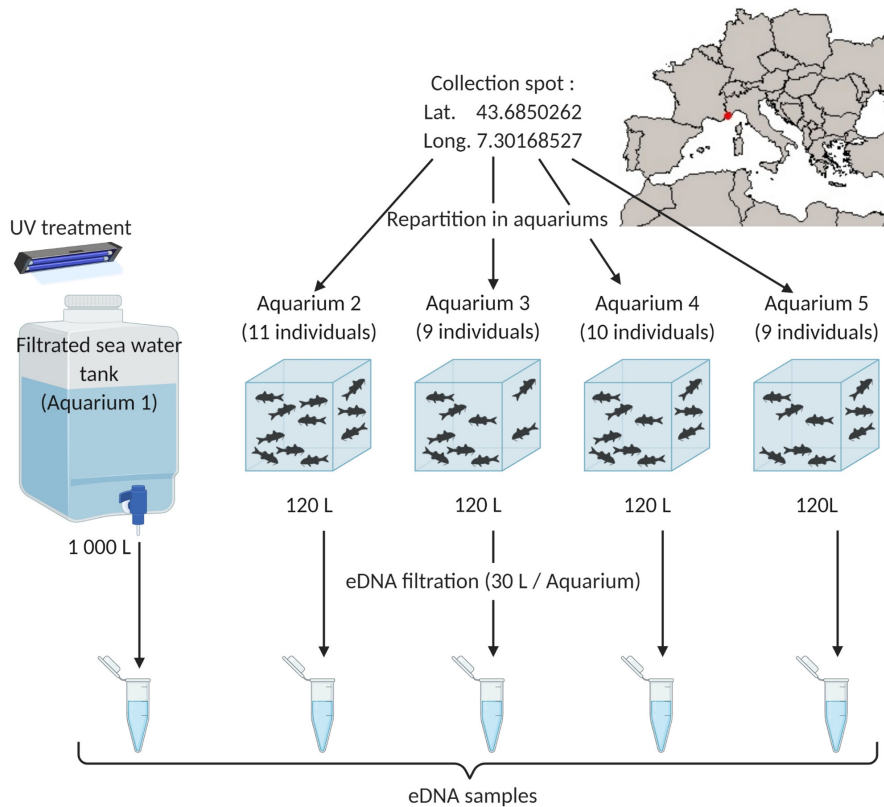 Collection spot :
Lat. 43.6850262
Long. 7.30168527
Repartition in aquariums
UV treatment
Filtrated sea water
tank
(Aquarium 1)
1 000 L
Aquarium 2
(11 individuals)
120 L
Aquarium 3
(9 individuals)
120 L
Aquarium 4
(10 individuals)
120 L
Aquarium 5
(9 individuals)
120L
eDNA filtration (30 L / Aquarium)
eDNA samples